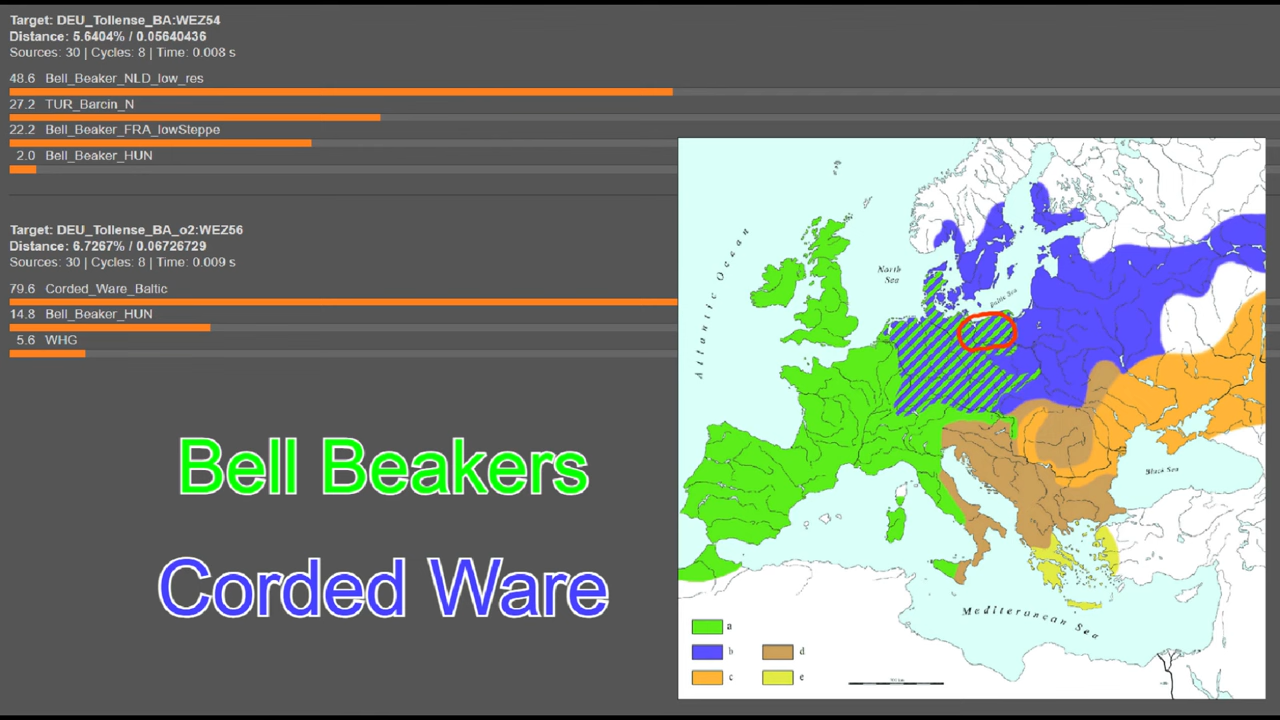 Target: DEU_Tollense_BA:WEZ54
Distance: 5.6404% / 0.05640436
Sources: 30 | Cycles: 8 | Time: 0.008 s
48.6 Bell_Beaker_NLD_low_res
27.2 TUR_Barcin_N
22.2 Bell_Beaker_FRA_lowSteppe
2.0 Bell_Beaker_HUN
Target: DEU_Tollense_BA_o2:WEZ56
Distance: 6.7267% / 0.06726729
Sources: 30 | Cycles: 8 | Time: 0.009 s
79.6 Corded_Ware_Baltic
14.8 Bell_Beaker_HUN
5.6 WHG
Bell Beakers
Corded Ware
Atlantic Ocean
North
Sea
Baltic Sea
Black Sea
Mediterranean Sea
a
b
c
d
e